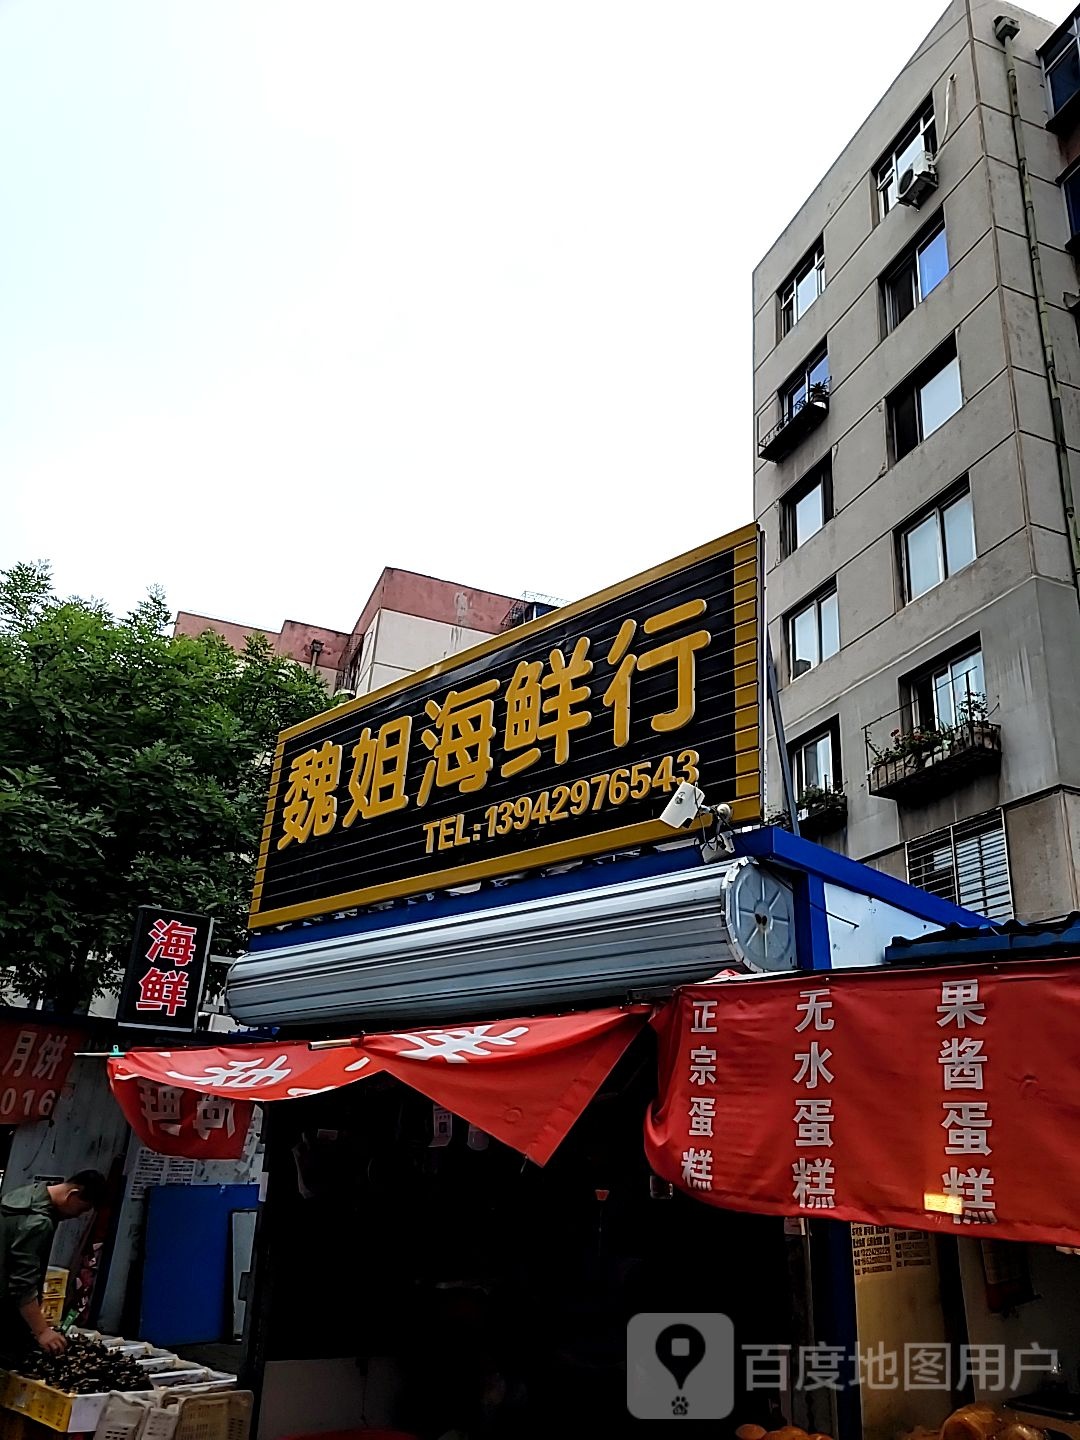 魏姐海鲜行
TEL:13942976543
海鲜
月饼
016
正宗蛋糕
无水蛋糕
果酱蛋糕
百度地图用户